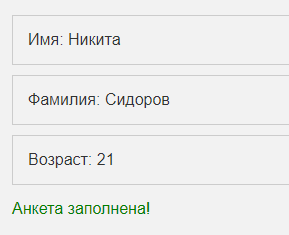 Имя: Никита
Фамилия: Сидоров
Возраст: 21
Анкета заполнена!